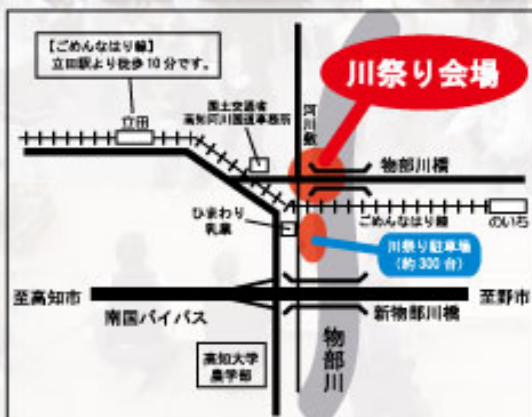 【ごめんなはり線】
立田駅より徒歩10分です。
川祭り会場
立田
国土交通省
高知河川国道事務所
河川敷
物部川橋
ひまわり
乳業
ごめんなはり線
のいち
川祭り駐車場
(約300台)
至高知市
南国バイパス
新物部川橋
至野市
高知大学
農学部
物部川